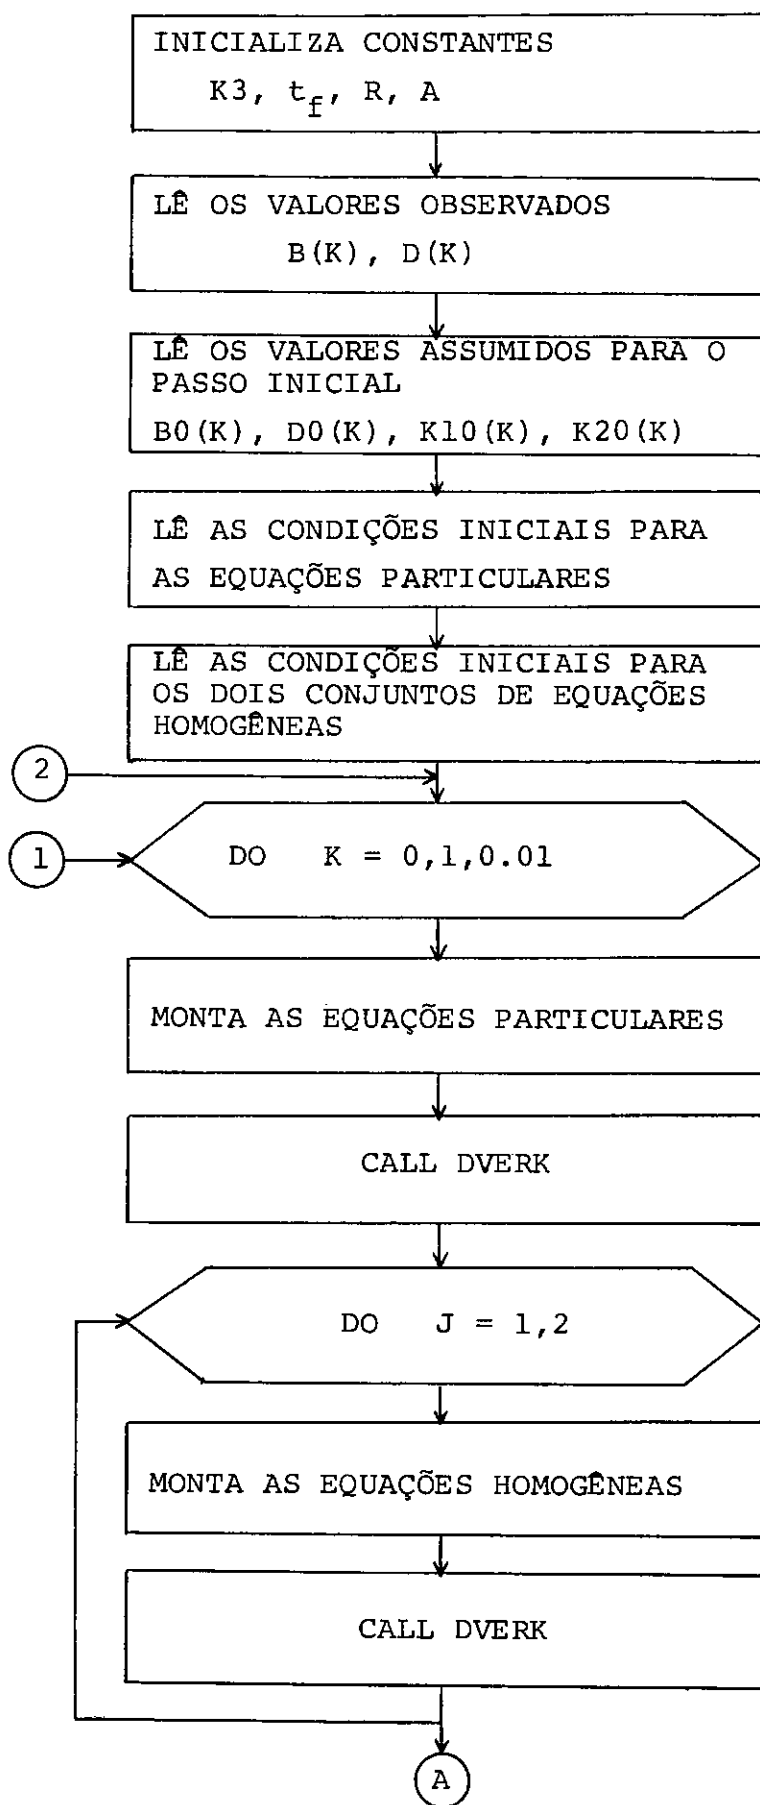 INICIALIZA CONSTANTES
K3, tf, R, A
LÊ OS VALORES OBSERVADOS
B(K), D(K)
LÊ OS VALORES ASSUMIDOS PARA O
PASSO INICIAL
B0(K), D0(K), K10(K), K20(K)
LÊ AS CONDIÇÕES INICIAIS PARA
AS EQUAÇÕES PARTICULARES
LÊ AS CONDIÇÕES INICIAIS PARA
OS DOIS CONJUNTOS DE EQUAÇÕES
HOMOGÊNEAS
2
1
DO K = 0,1,0.01
MONTA AS EQUAÇÕES PARTICULARES
CALL DVERK
DO J = 1,2
MONTA AS EQUAÇÕES HOMOGÊNEAS
CALL DVERK
A